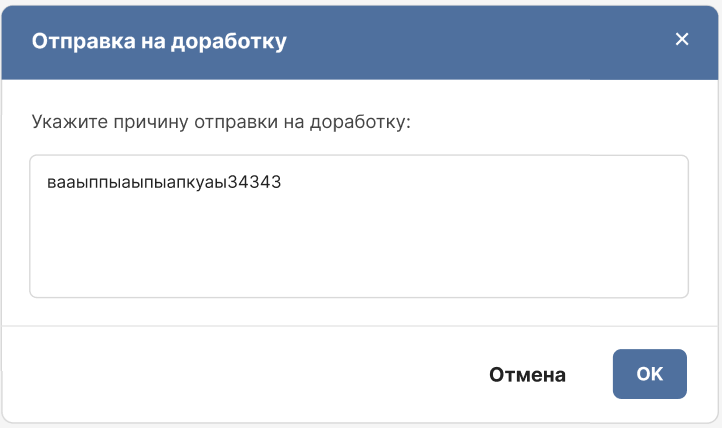 Отправка на доработку
Укажите причину отправки на доработку:
вааыппыаыпыапкуаы34343
Отмена
OK